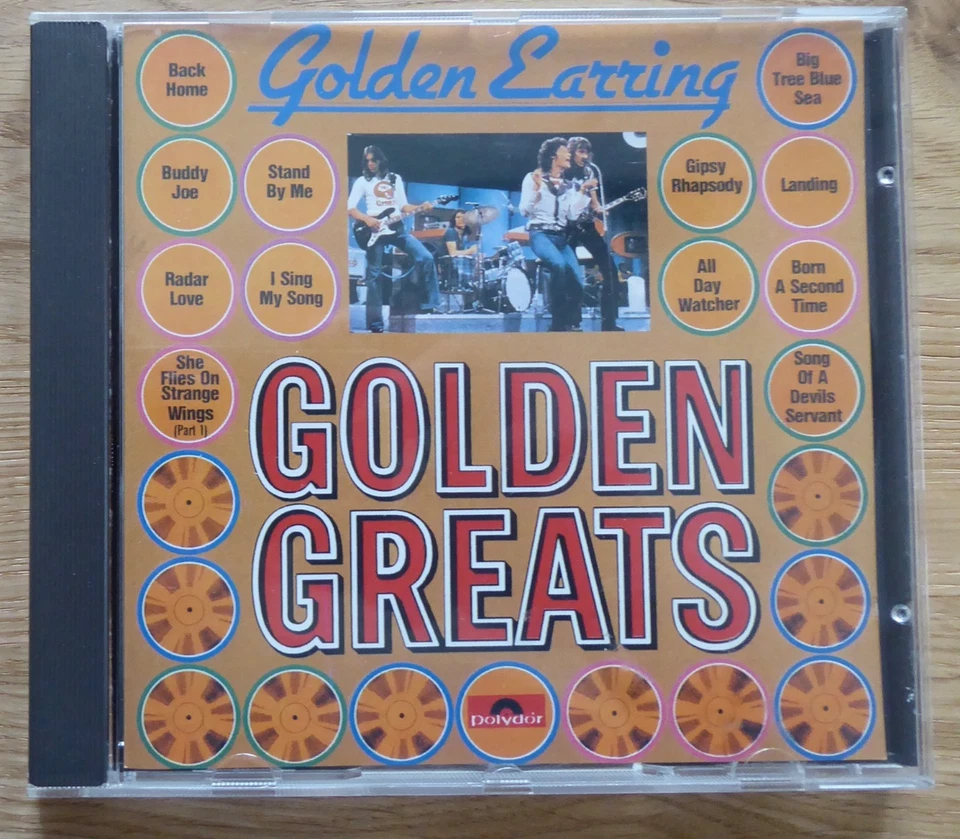 Golden Earring
Back
Home
Big
Tree Blue
Sea
Buddy
Joe
Stand
By Me
Gipsy
Rhapsody
Landing
Radar
Love
I Sing
My Song
All
Day
Watcher
Born
A Second
Time
She
Flies On
Strange
Wings
(Part 1)
Song
Of A
Devils
Servant
GOLDEN
GREATS
polydor